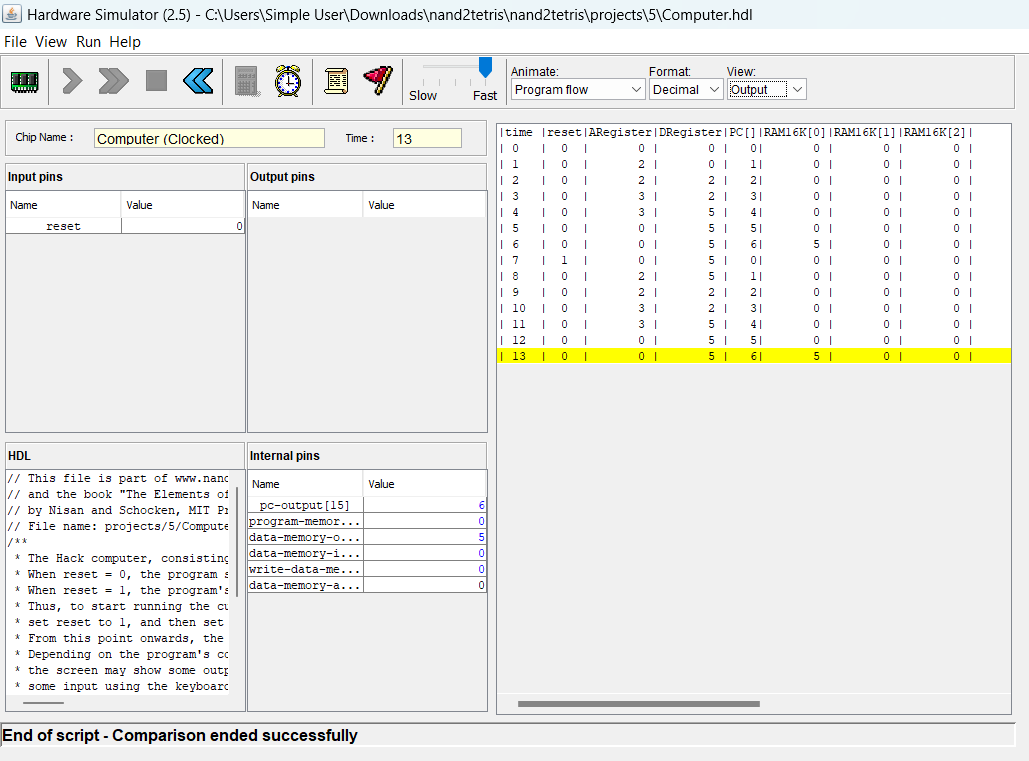 Hardware Simulator (2.5) - C:\Users\Simple User\Downloads\nand2tetris\nand2tetris\projects\5\Computer.hdl
File View Run Help
Slow Fast
Animate: Format: View:
Program flow Decimal Output
Chip Name : Computer (Clocked) Time : 13
Input pins
Name Value
reset 0
Output pins
Name Value
HDL
// This file is part of www.nand
// and the book "The Elements of
// by Nisan and Schocken, MIT Pr
// File name: projects/5/Compute
/**
* The Hack computer, consisting
* When reset = 0, the program s
* When reset = 1, the program's
* Thus, to start running the cu
* set reset to 1, and then set
* From this point onwards, the
* Depending on the program's co
* the screen may show some outp
* some input using the keyboard
Internal pins
Name Value
pc-output[15] 6
program-memor... 0
data-memory-o... 5
data-memory-i... 0
write-data-me... 0
data-memory-a... 0
|time |reset|ARegister|DRegister|PC[]|RAM16K[0]|RAM16K[1]|RAM16K[2]|
| 0 | 0 | 0 | 0 | 0| 0 | 0 | 0 |
| 1 | 0 | 2 | 0 | 1| 0 | 0 | 0 |
| 2 | 0 | 2 | 2 | 2| 0 | 0 | 0 |
| 3 | 0 | 3 | 2 | 3| 0 | 0 | 0 |
| 4 | 0 | 3 | 5 | 4| 0 | 0 | 0 |
| 5 | 0 | 0 | 5 | 5| 0 | 0 | 0 |
| 6 | 0 | 0 | 5 | 6| 5 | 0 | 0 |
| 7 | 1 | 0 | 5 | 0| 0 | 0 | 0 |
| 8 | 0 | 2 | 5 | 1| 0 | 0 | 0 |
| 9 | 0 | 2 | 2 | 2| 0 | 0 | 0 |
| 10 | 0 | 3 | 2 | 3| 0 | 0 | 0 |
| 11 | 0 | 3 | 5 | 4| 0 | 0 | 0 |
| 12 | 0 | 0 | 5 | 5| 0 | 0 | 0 |
| 13 | 0 | 0 | 5 | 6| 5 | 0 | 0 |
End of script - Comparison ended successfully